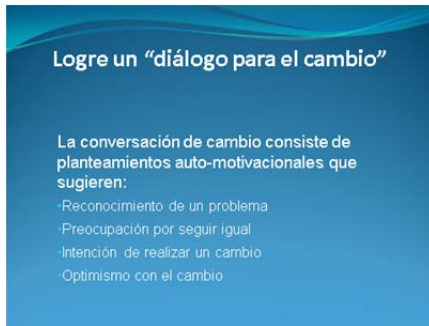 Logre un “diálogo para el cambio”
La conversación de cambio consiste de
planteamientos auto-motivacionales que
sugieren:
•Reconocimiento de un problema
•Preocupación por seguir igual
•Intención de realizar un cambio
•Optimismo con el cambio